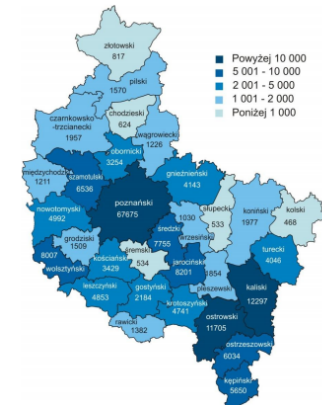 złotowski
817
Powyżej 10 000
5 001 - 10 000
2 001 - 5 000
1 001 - 2 000
Poniżej 1 000
pilski
1570
czarnkowsko
-trzcianecki
1957
chodzieski
624
wągrowiecki
1226
obornicki
3254
międzychodzki
1211
szamotulski
6536
gnieźnieński
4143
nowotomyski
4992
poznański
67675
1030
wrzesiński
słupecki
533
koniński
1977
kolski
468
grodziski
1509
średzki
7755
8007
wolsztyński
kościański
3429
śremski
534
turecki
4046
jarociński
8201
1854
pleszewski
kaliski
12297
leszczyński
4853
gostyński
2184
krotoszyński
4741
rawicki
1382
ostrowski
11705
ostrzeszowski
6034
kępiński
5650